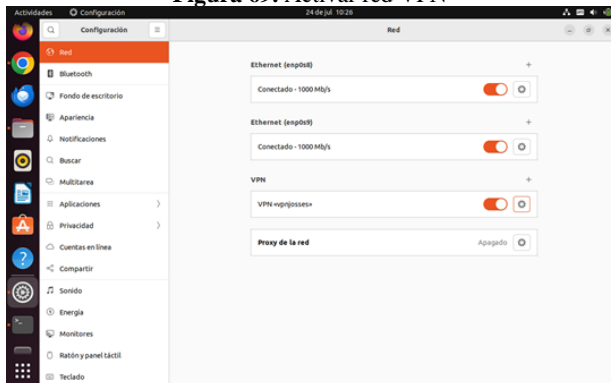 Figura 69. Activar red VPN
Actividades Configuración 24 de jul 10:26
Configuración Red
Red
Bluetooth
Fondo de escritorio
Apariencia
Notificaciones
Buscar
Multitarea
Aplicaciones
Privacidad
Cuentas en línea
Compartir
Sonido
Energía
Monitores
Ratón y panel táctil
Teclado
Ethernet (enp0s8)
Conectado - 1000 Mb/s
Ethernet (enp0s9)
Conectado - 1000 Mb/s
VPN
VPN «vpnjosses»
Proxy de la red Apagado